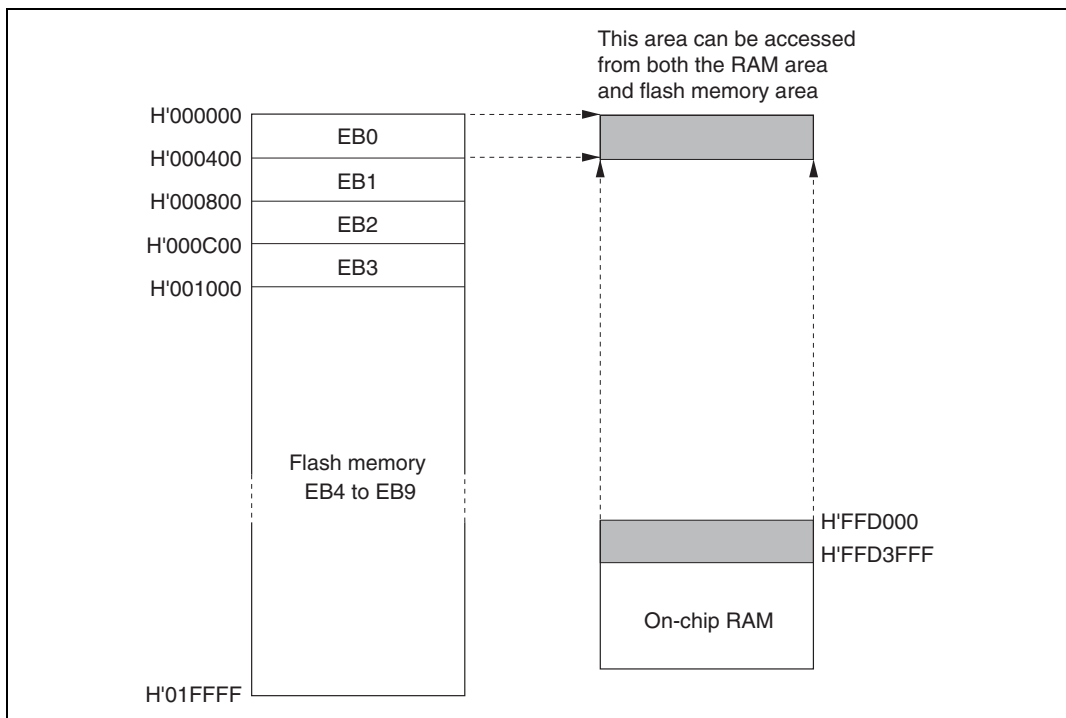 This area can be accessed
from both the RAM area
and flash memory area
H'000000
EB0
H'000400
EB1
H'000800
EB2
H'000C00
EB3
H'001000
Flash memory
EB4 to EB9
H'FFD000
H'FFD3FFF
On-chip RAM
H'01FFFF